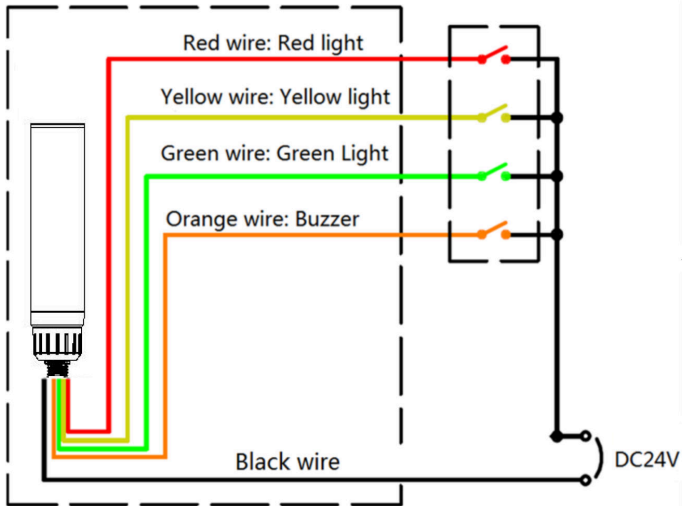 Red wire: Red light
Yellow wire: Yellow light
Green wire: Green Light
Orange wire: Buzzer
Black wire
DC24V